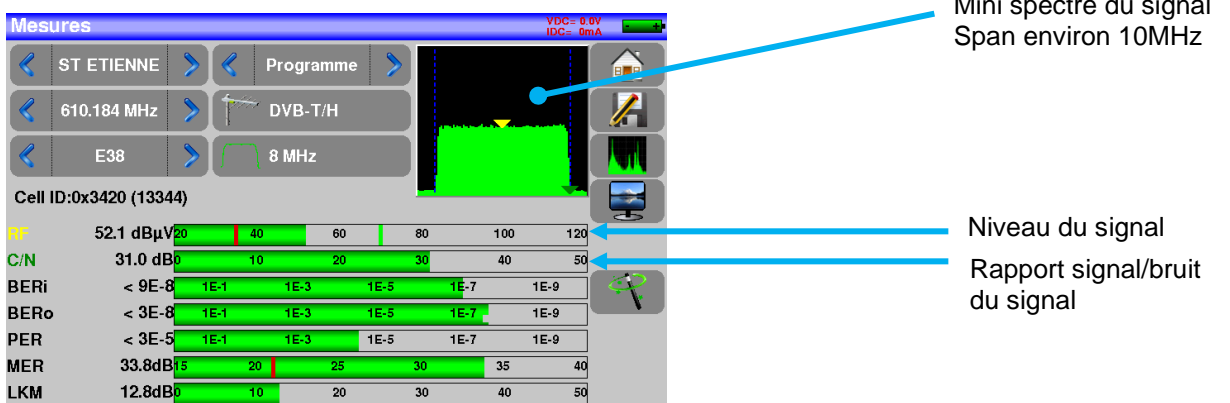 Mini spectre du signal
Span environ 10MHz
Mesures
VDC= 0.0V
IDC= 0mA
- +
ST ETIENNE
Programme
610.184 MHz
DVB-T/H
E38
8 MHz
Cell ID:0x3420 (13344)
RF 52.1 dBµV 20 40 60 80 100 120
Niveau du signal
C/N 31.0 dB 0 10 20 30 40 50
Rapport signal/bruit
du signal
BERi < 9E-8 1E-1 1E-3 1E-5 1E-7 1E-9
BERo < 3E-8 1E-1 1E-3 1E-5 1E-7 1E-9
PER < 3E-5 1E-1 1E-3 1E-5 1E-7 1E-9
MER 33.8dB 15 20 25 30 35 40
LKM 12.8dB 0 10 20 30 40 50